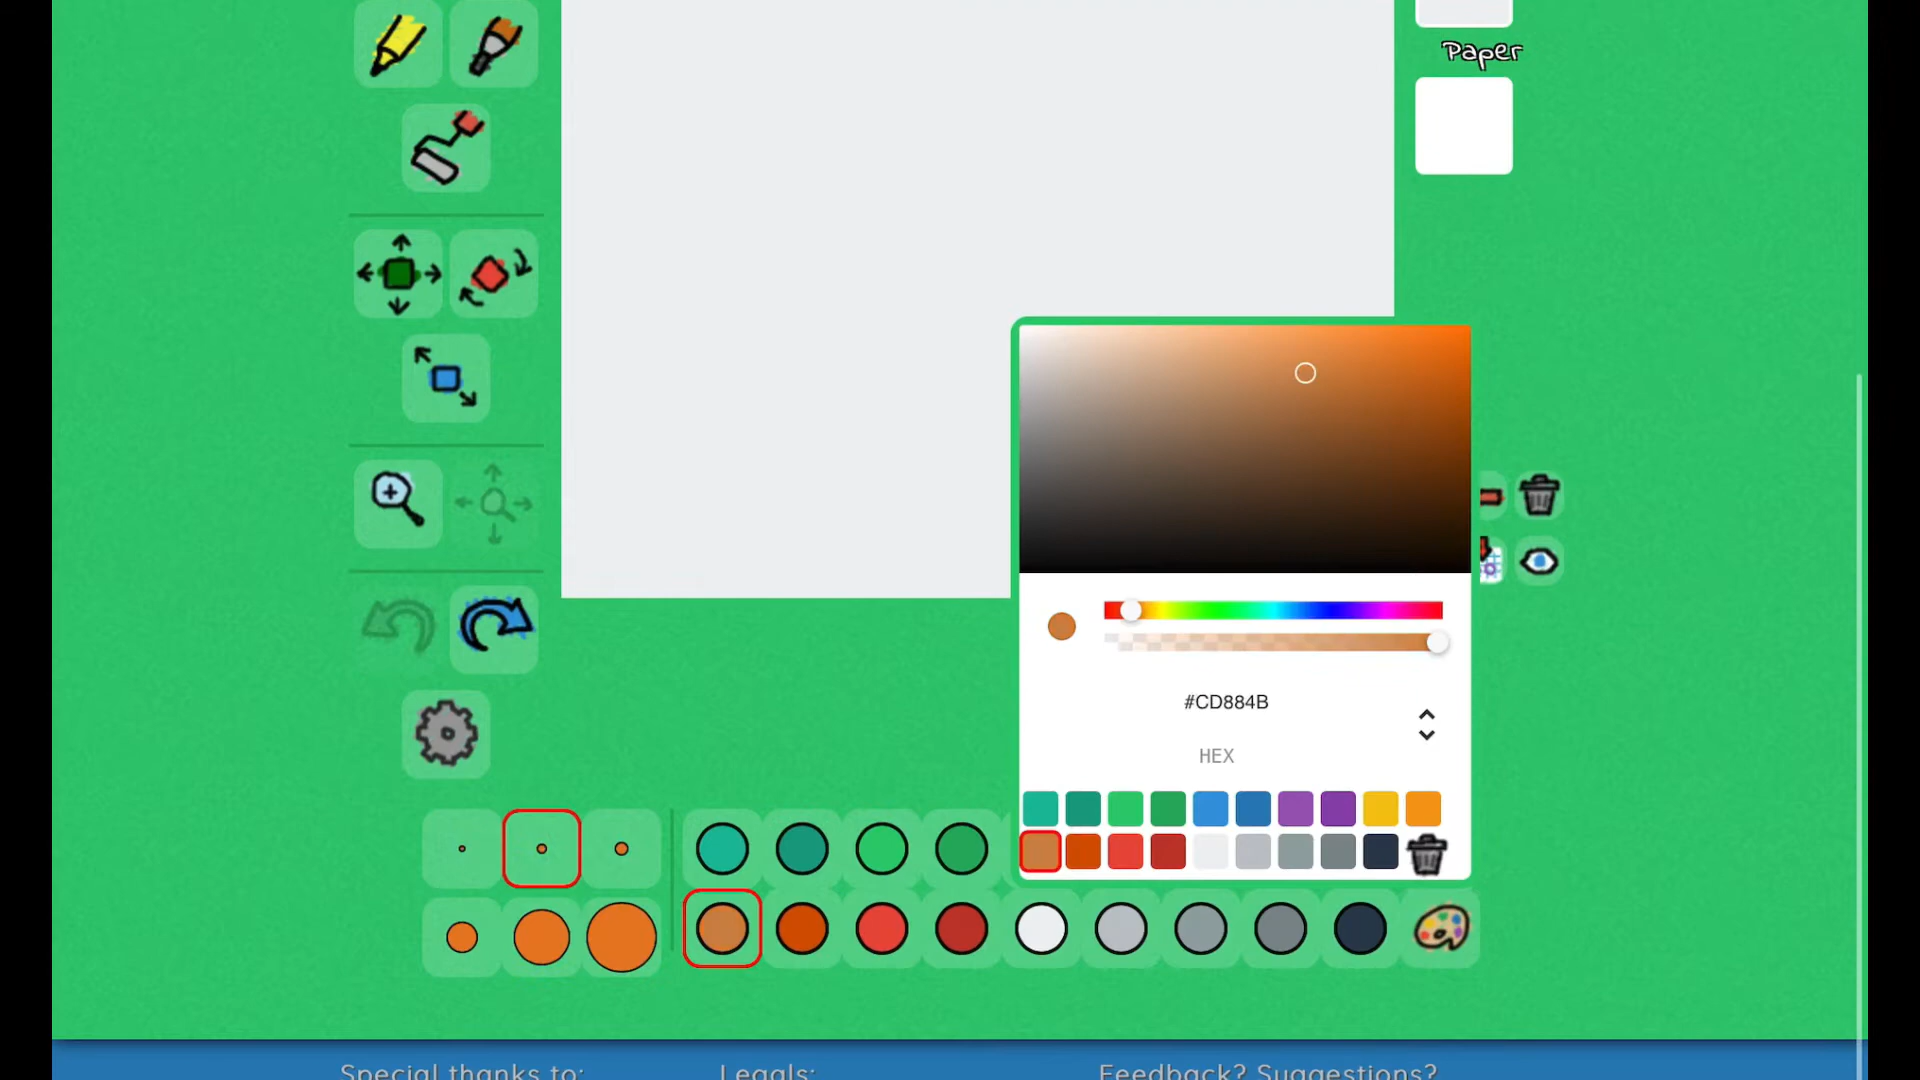 Paper
#CD884B
HEX
Special thanks to:
Legals:
Feedback? Suggestions?